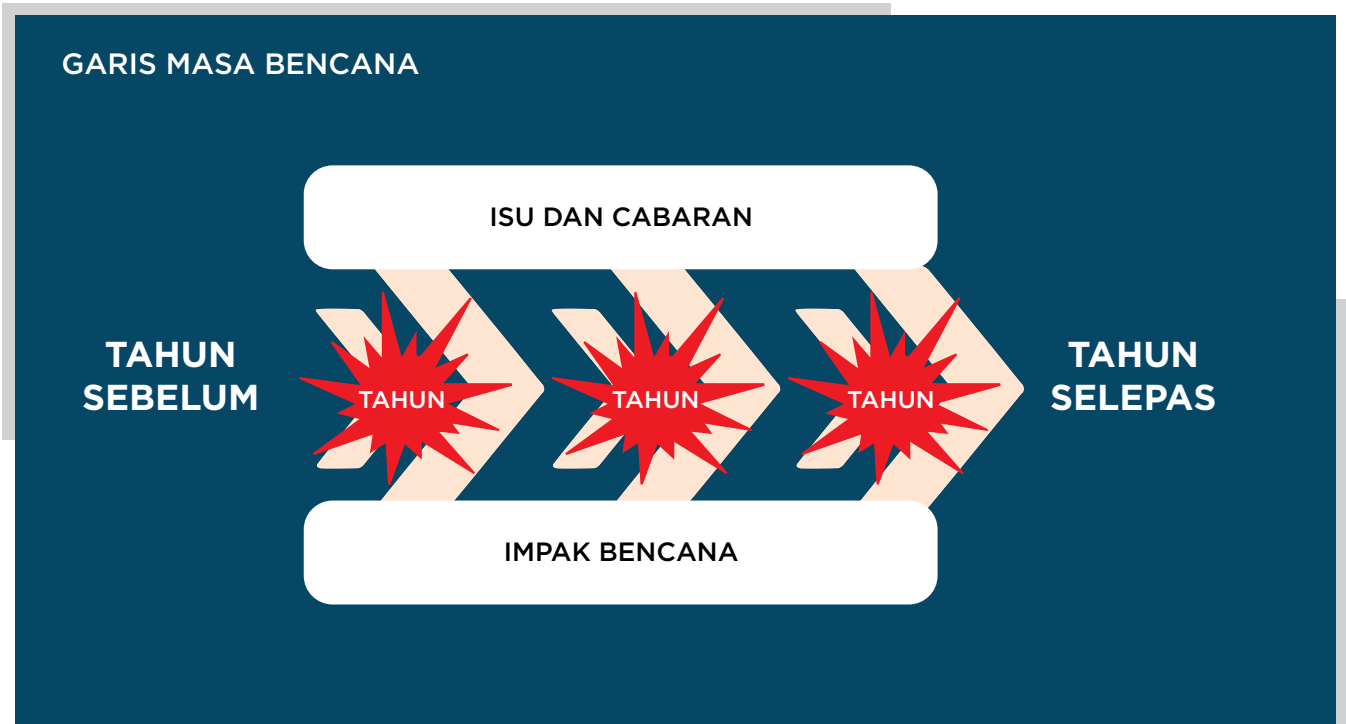 GARIS MASA BENCANA
ISU DAN CABARAN
TAHUN
SEBELUM
TAHUN
TAHUN
TAHUN
TAHUN
SELEPAS
IMPAK BENCANA